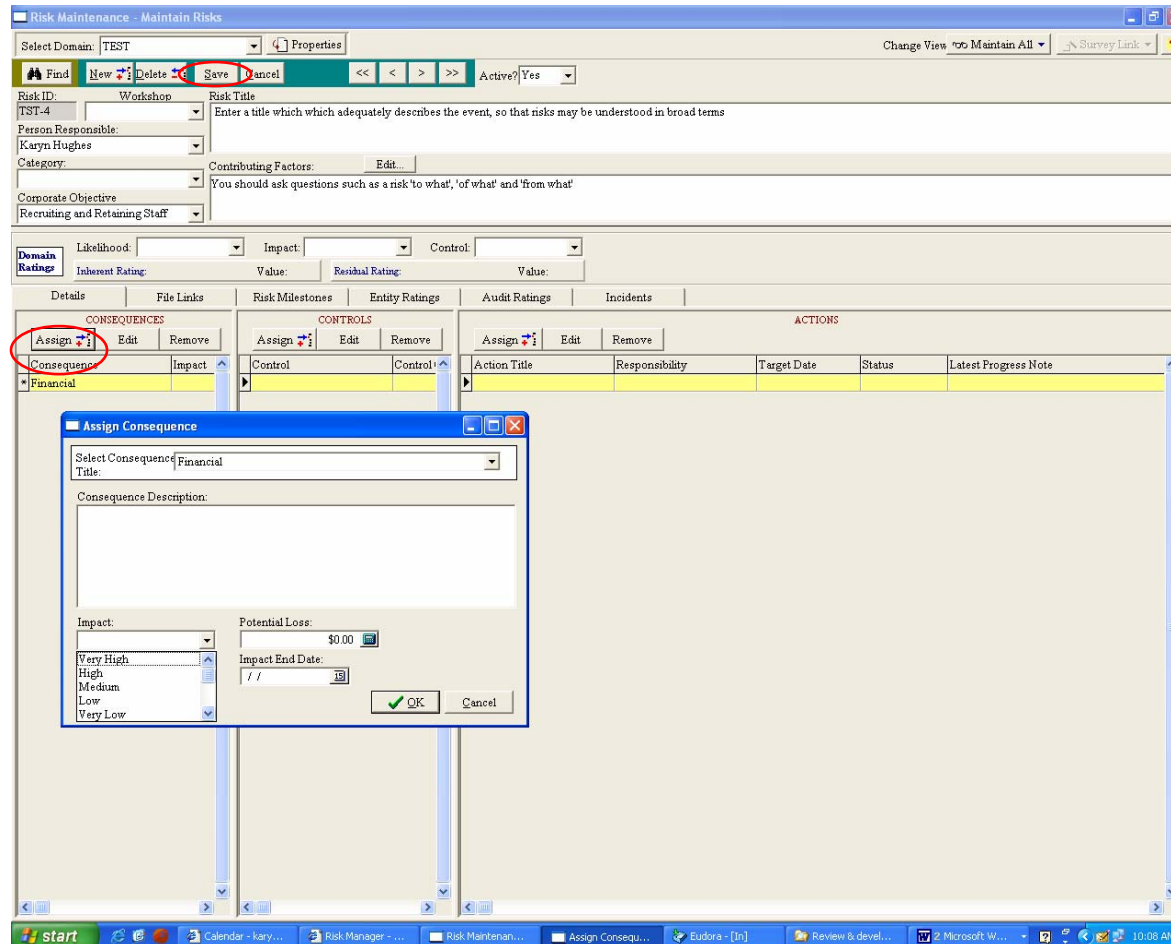 Risk Maintenance - Maintain Risks
Select Domain: TEST Properties Change View Maintain All Survey Link
Find New Delete Save Cancel << < > >> Active? Yes
Risk ID: Workshop Risk Title
TST-4 Enter a title which which adequately describes the event, so that risks may be understood in broad terms
Person Responsible:
Karyn Hughes
Category: Contributing Factors: Edit...
You should ask questions such as a risk 'to what', 'of what' and 'from what'
Corporate Objective
Recruiting and Retaining Staff
Domain Ratings Likelihood: Impact: Control:
Inherent Rating: Value: Residual Rating: Value:
Details File Links Risk Milestones Entity Ratings Audit Ratings Incidents
CONSEQUENCES CONTROLS ACTIONS
Assign Edit Remove Assign Edit Remove Assign Edit Remove
Consequence Impact Control Control Action Title Responsibility Target Date Status Latest Progress Note
* Financial
Assign Consequence
Select Consequence Title: Financial
Consequence Description:
Impact: Potential Loss:
$0.00
Very High Impact End Date:
High / / 15
Medium
Low OK Cancel
Very Low
start Calendar - kary... Risk Manager - ... Risk Maintenan... Assign Consequ... Eudora - [In] Review & devel... 2 Microsoft W... 10:08 AM